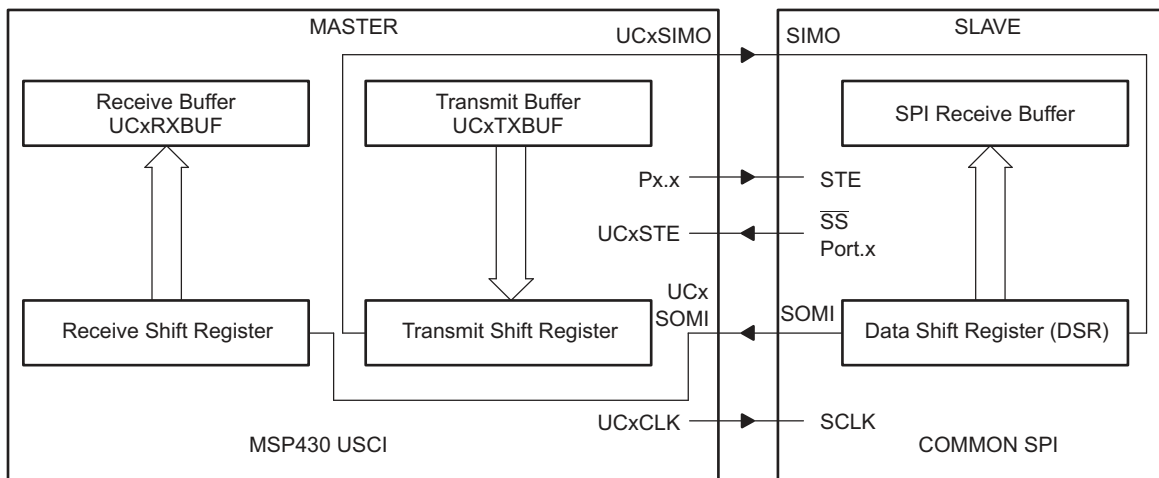 MASTER
UCxSIMO
SIMO
SLAVE
Receive Buffer
UCxRXBUF
Transmit Buffer
UCxTXBUF
SPI Receive Buffer
Px.x
STE
UCxSTE
SS
Port.x
UCx
SOMI
SOMI
Receive Shift Register
Transmit Shift Register
Data Shift Register (DSR)
UCxCLK
SCLK
MSP430 USCI
COMMON SPI